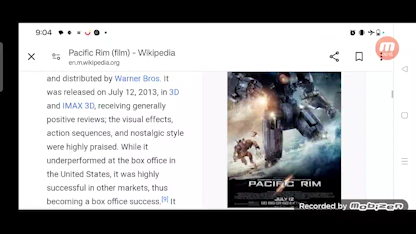 9:04
Pacific Rim (film) - Wikipedia
en.m.wikipedia.org
and distributed by Warner Bros. It
was released on July 12, 2013, in 3D
and IMAX 3D, receiving generally
positive reviews; the visual effects,
action sequences, and nostalgic style
were highly praised. While it
underperformed at the box office in
the United States, it was highly
successful in other markets, thus
becoming a box office success.[9] It
PACIFIC RIM
JULY 12
Recorded by mobizen